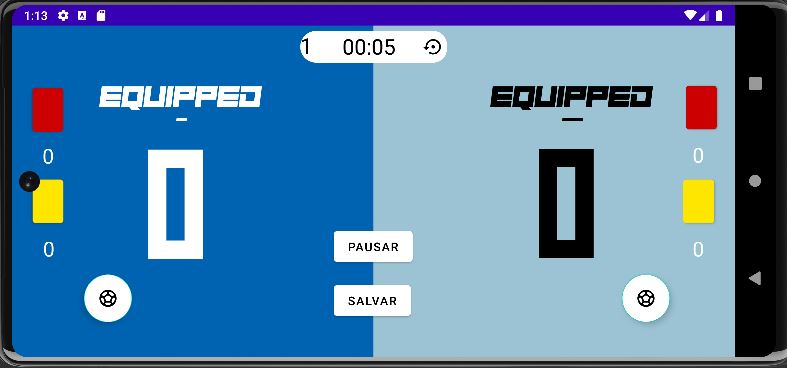 1:13
1 00:05
EQUIPPED EQUIPPED
0 0
0 0
0 0
PAUSAR
SALVAR